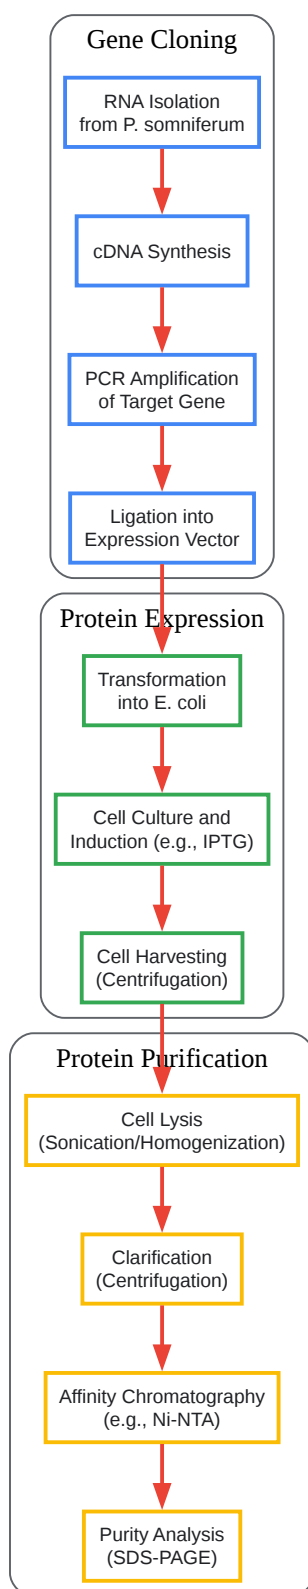 Gene Cloning
RNA Isolation
from P. somniferum
cDNA Synthesis
PCR Amplification
of Target Gene
Ligation into
Expression Vector
Protein Expression
Transformation
into E. coli
Cell Culture and
Induction (e.g., IPTG)
Cell Harvesting
(Centrifugation)
Protein Purification
Cell Lysis
(Sonication/Homogenization)
Clarification
(Centrifugation)
Affinity Chromatography
(e.g., Ni-NTA)
Purity Analysis
(SDS-PAGE)